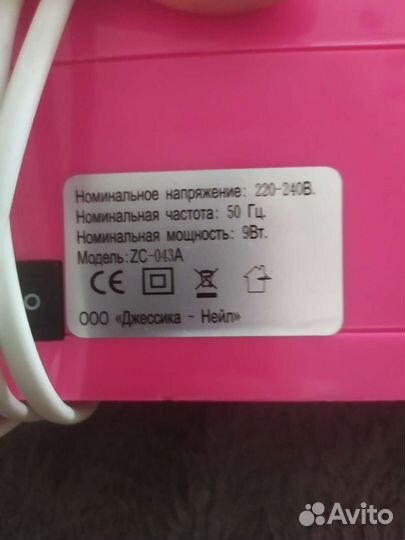 Номинальное напряжение: 220-240В.
Номинальная частота: 50 Гц.
Номинальная мощность: 9Вт.
Модель:ZC-043A
CE
ООО «Джессика - Нейл»
O
Avito